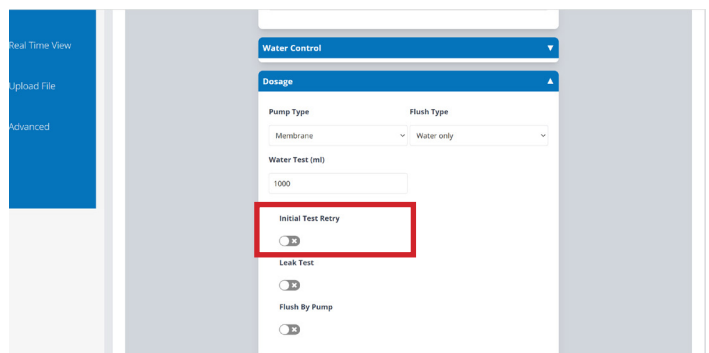 Real Time View
Upload File
Advanced
Water Control
Dosage
Pump Type Flush Type
Membrane Water only
Water Test (ml)
1000
Initial Test Retry
Leak Test
Flush By Pump